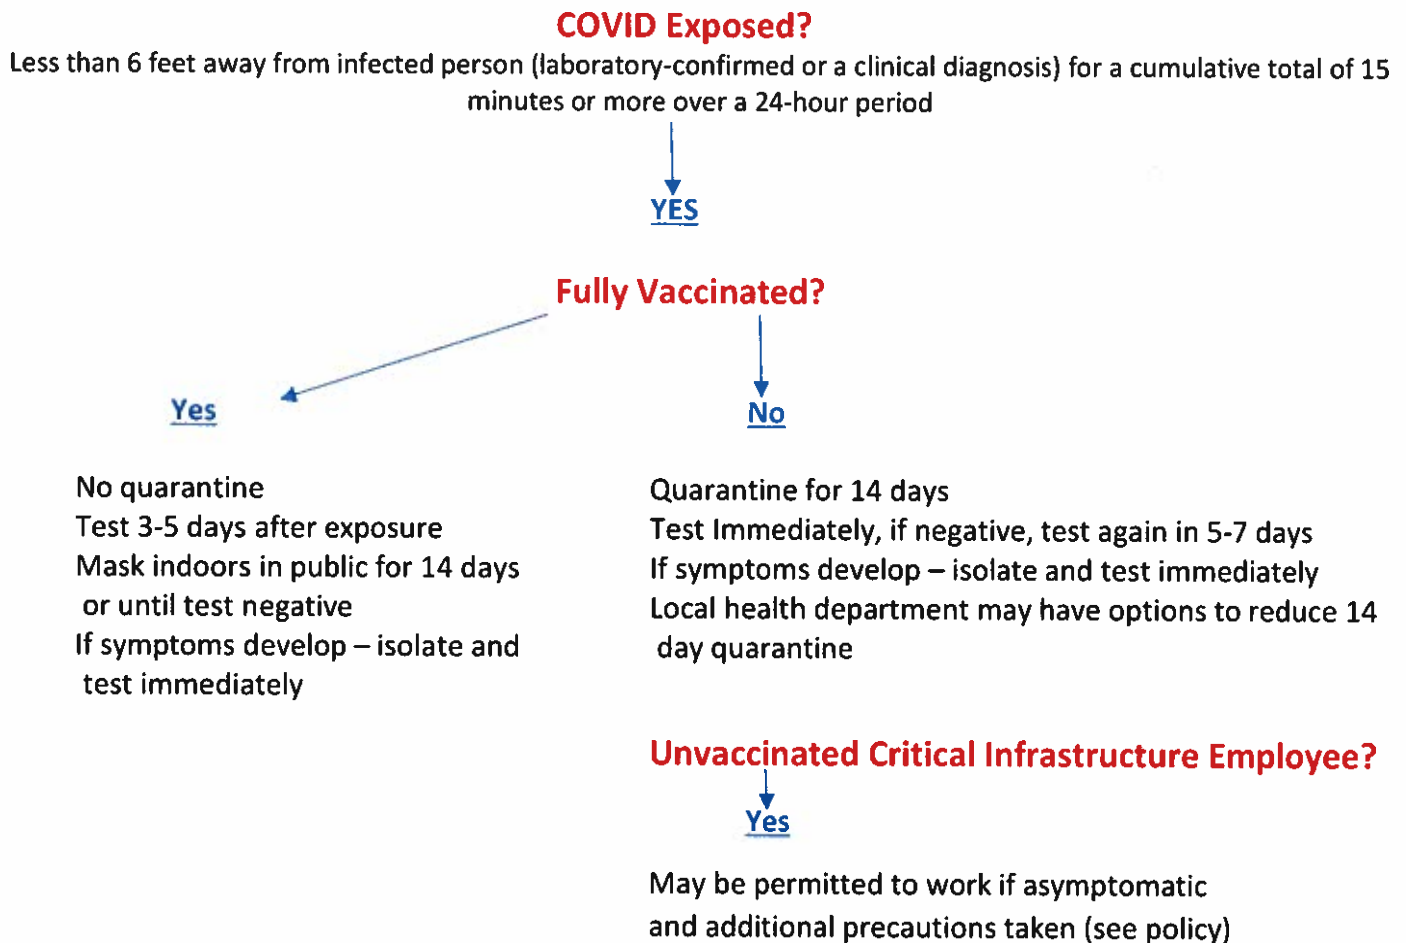 COVID Exposed?
Less than 6 feet away from infected person (laboratory-confirmed or a clinical diagnosis) for a cumulative total of 15
minutes or more over a 24-hour period
YES
Fully Vaccinated?
Yes
No quarantine
Test 3-5 days after exposure
Mask indoors in public for 14 days
or until test negative
If symptoms develop – isolate and
test immediately
No
Quarantine for 14 days
Test Immediately, if negative, test again in 5-7 days
If symptoms develop – isolate and test immediately
Local health department may have options to reduce 14
day quarantine
Unvaccinated Critical Infrastructure Employee?
Yes
May be permitted to work if asymptomatic
and additional precautions taken (see policy)